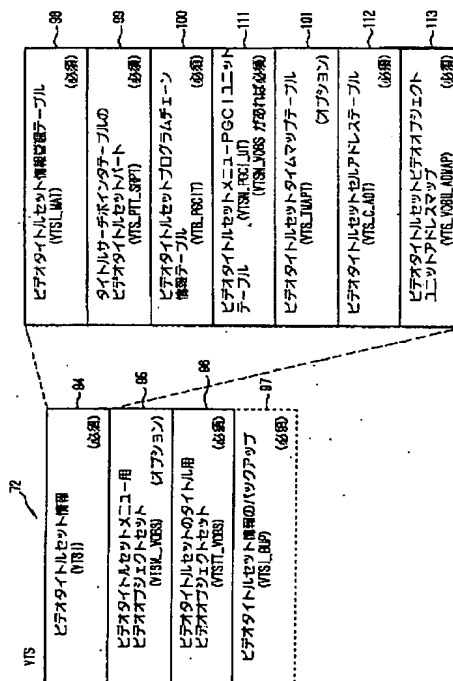 VTS
72
ビデオタイトルセット情報
(VTSI)
(必須)
94
ビデオタイトルセットメニュー用
ビデオオブジェクトセット
(VTSM_VOBS)
(オプション)
95
ビデオタイトルセットのタイトル用
ビデオオブジェクトセット
(VTSTT_VOBS)
(必須)
96
ビデオタイトルセット情報のバックアップ
(VTSI_BUP)
(必須)
97
ビデオタイトルセット情報管理テーブル
(VTSI_MAT)
(必須)
98
タイトルサーチポインタテーブルの
ビデオタイトルセットパート
(VTS_PTT_SRPT)
(必須)
99
ビデオタイトルセットプログラムチェーン
情報テーブル
(VTS_PGCIT)
(必須)
100
ビデオタイトルセットメニューPGCIユニット
テーブル
(VTSM_PGCI_UT)
(VTSM_VOBS があれば必須)
111
ビデオタイトルセットタイムマップテーブル
(VTS_TMAPT)
(オプション)
101
ビデオタイトルセットセルアドレステーブル
(VTS_C_ADT)
(必須)
112
ビデオタイトルセットビデオオブジェクト
ユニットアドレスマップ
(VTS_VOBU_ADMAP)
(必須)
113